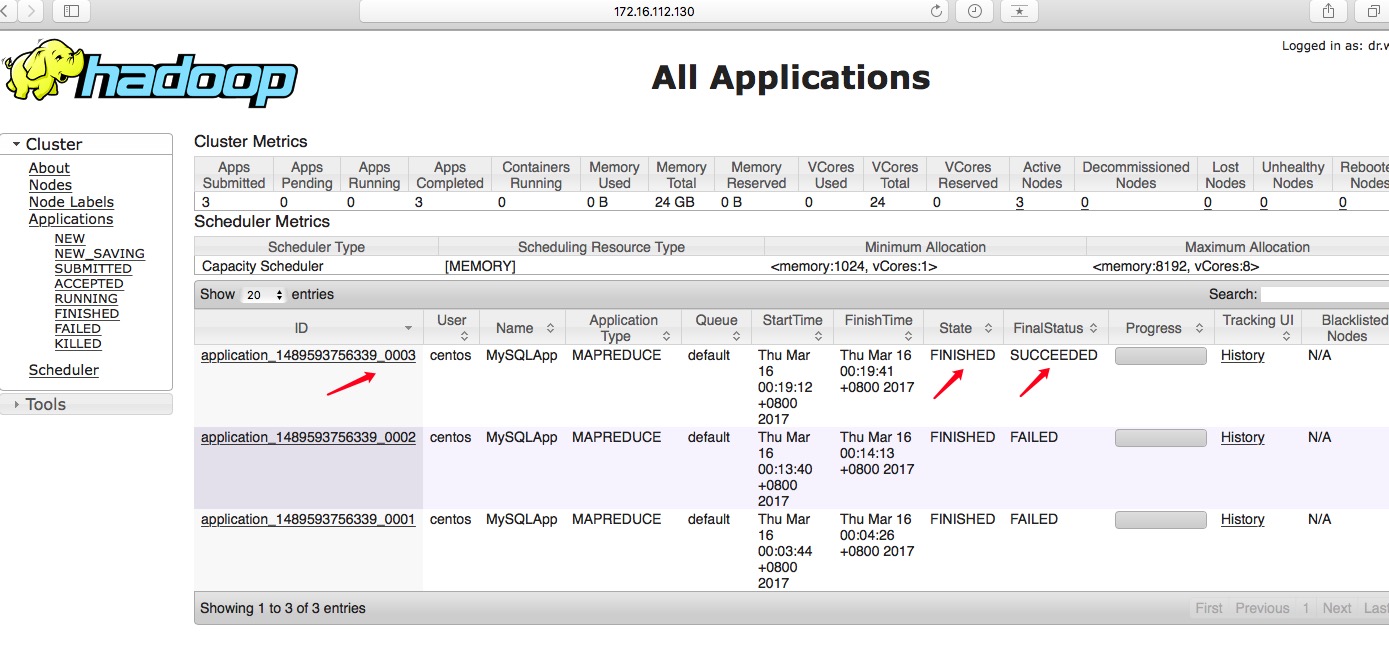 172.16.112.130
Logged in as: dr.w
hadoop
All Applications
Cluster
About
Nodes
Node Labels
Applications
NEW
NEW_SAVING
SUBMITTED
ACCEPTED
RUNNING
FINISHED
FAILED
KILLED
Scheduler
Tools
Cluster Metrics
Apps Submitted Apps Pending Apps Running Apps Completed Containers Running Memory Used Memory Total Memory Reserved VCores Used VCores Total VCores Reserved Active Nodes Decommissioned Nodes Lost Nodes Unhealthy Nodes Reboote Nodes
3 0 0 3 0 0 B 24 GB 0 B 0 24 0 3 0 0 0 0
Scheduler Metrics
Scheduler Type Scheduling Resource Type Minimum Allocation Maximum Allocation
Capacity Scheduler [MEMORY] <memory:1024, vCores:1> <memory:8192, vCores:8>
Show 20 entries Search:
ID User Name Application Type Queue StartTime FinishTime State FinalStatus Progress Tracking UI Blacklisted Nodes
application_1489593756339_0003 centos MySQLApp MAPREDUCE default Thu Mar 16 00:19:12 +0800 2017 Thu Mar 16 00:19:41 +0800 2017 FINISHED SUCCEEDED History N/A
application_1489593756339_0002 centos MySQLApp MAPREDUCE default Thu Mar 16 00:13:40 +0800 2017 Thu Mar 16 00:14:13 +0800 2017 FINISHED FAILED History N/A
application_1489593756339_0001 centos MySQLApp MAPREDUCE default Thu Mar 16 00:03:44 +0800 2017 Thu Mar 16 00:04:26 +0800 2017 FINISHED FAILED History N/A
Showing 1 to 3 of 3 entries First Previous 1 Next Last